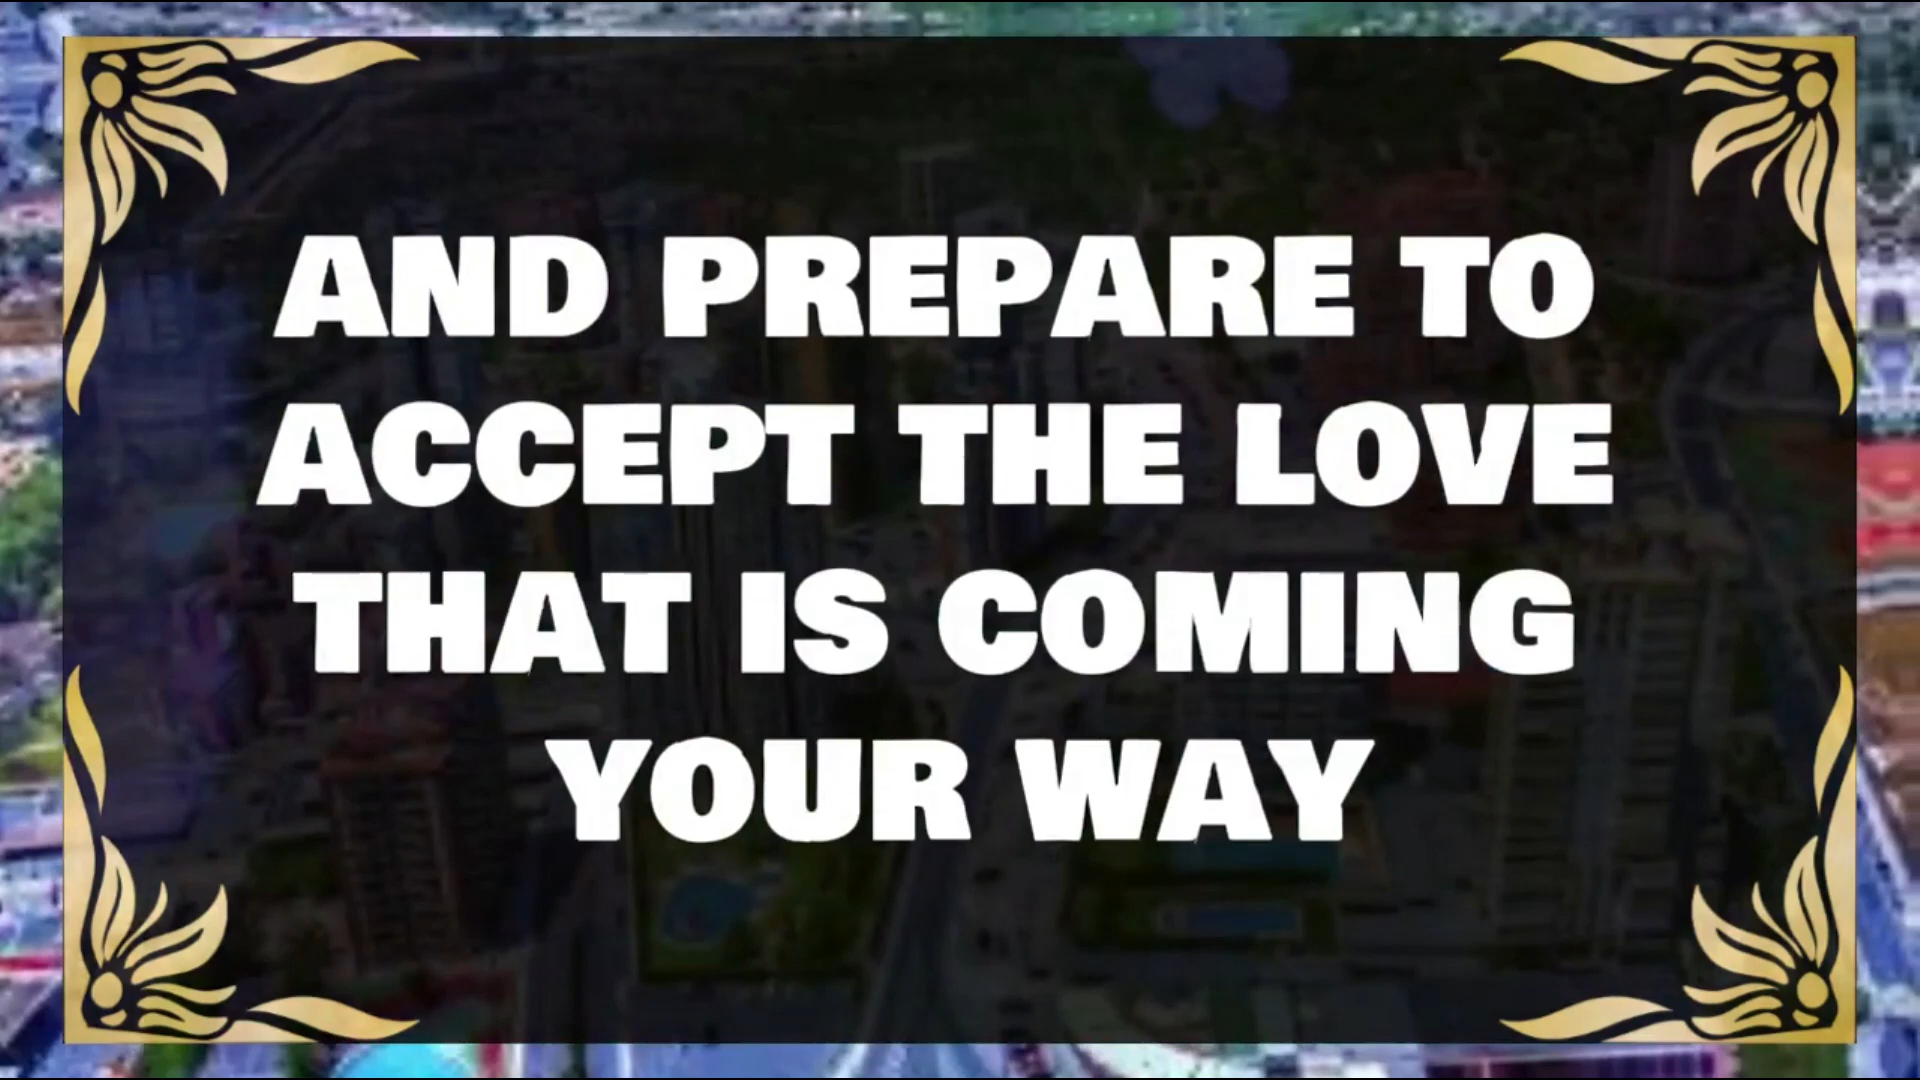 AND PREPARE TO
ACCEPT THE LOVE
THAT IS COMING
YOUR WAY